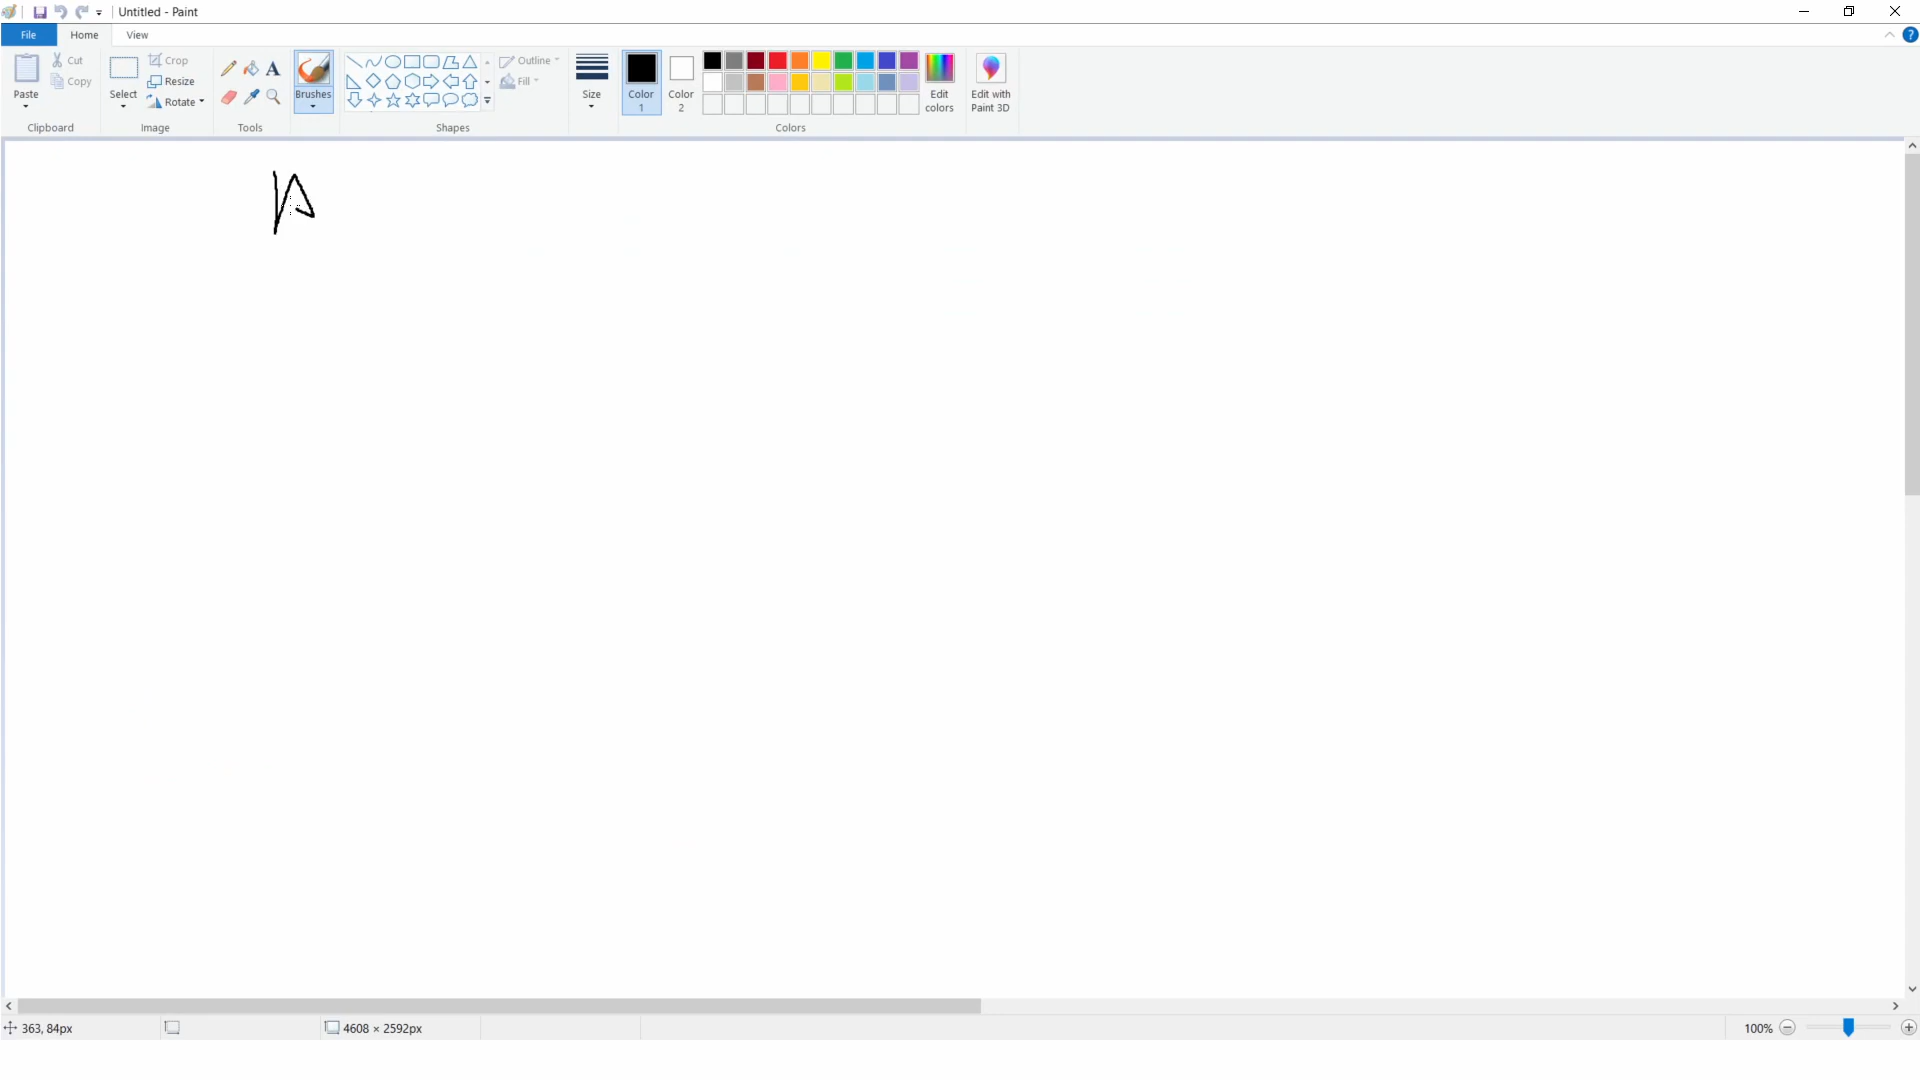 Untitled - Paint
File Home View
Paste
Cut
Copy
Clipboard
Select
Crop
Resize
Rotate
Image
Tools
Brushes
Shapes
Outline
Fill
Size
Color
1
Color
2
Colors
Edit
colors
Edit with
Paint 3D
363, 84px
4608 × 2592px
100%